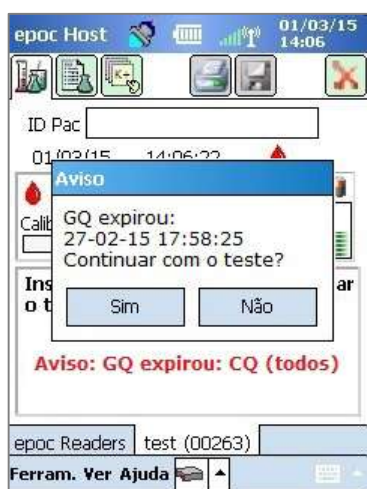 epoc Host 01/03/15
14:06
K+
ID Pac
01/03/15 14:06:22
Aviso
GQ expirou:
27-02-15 17:58:25
Continuar com o teste?
Sim Não
Calib
Ins ar
o t
Aviso: GQ expirou: CQ (todos)
epoc Readers test (00263)
Ferram. Ver Ajuda